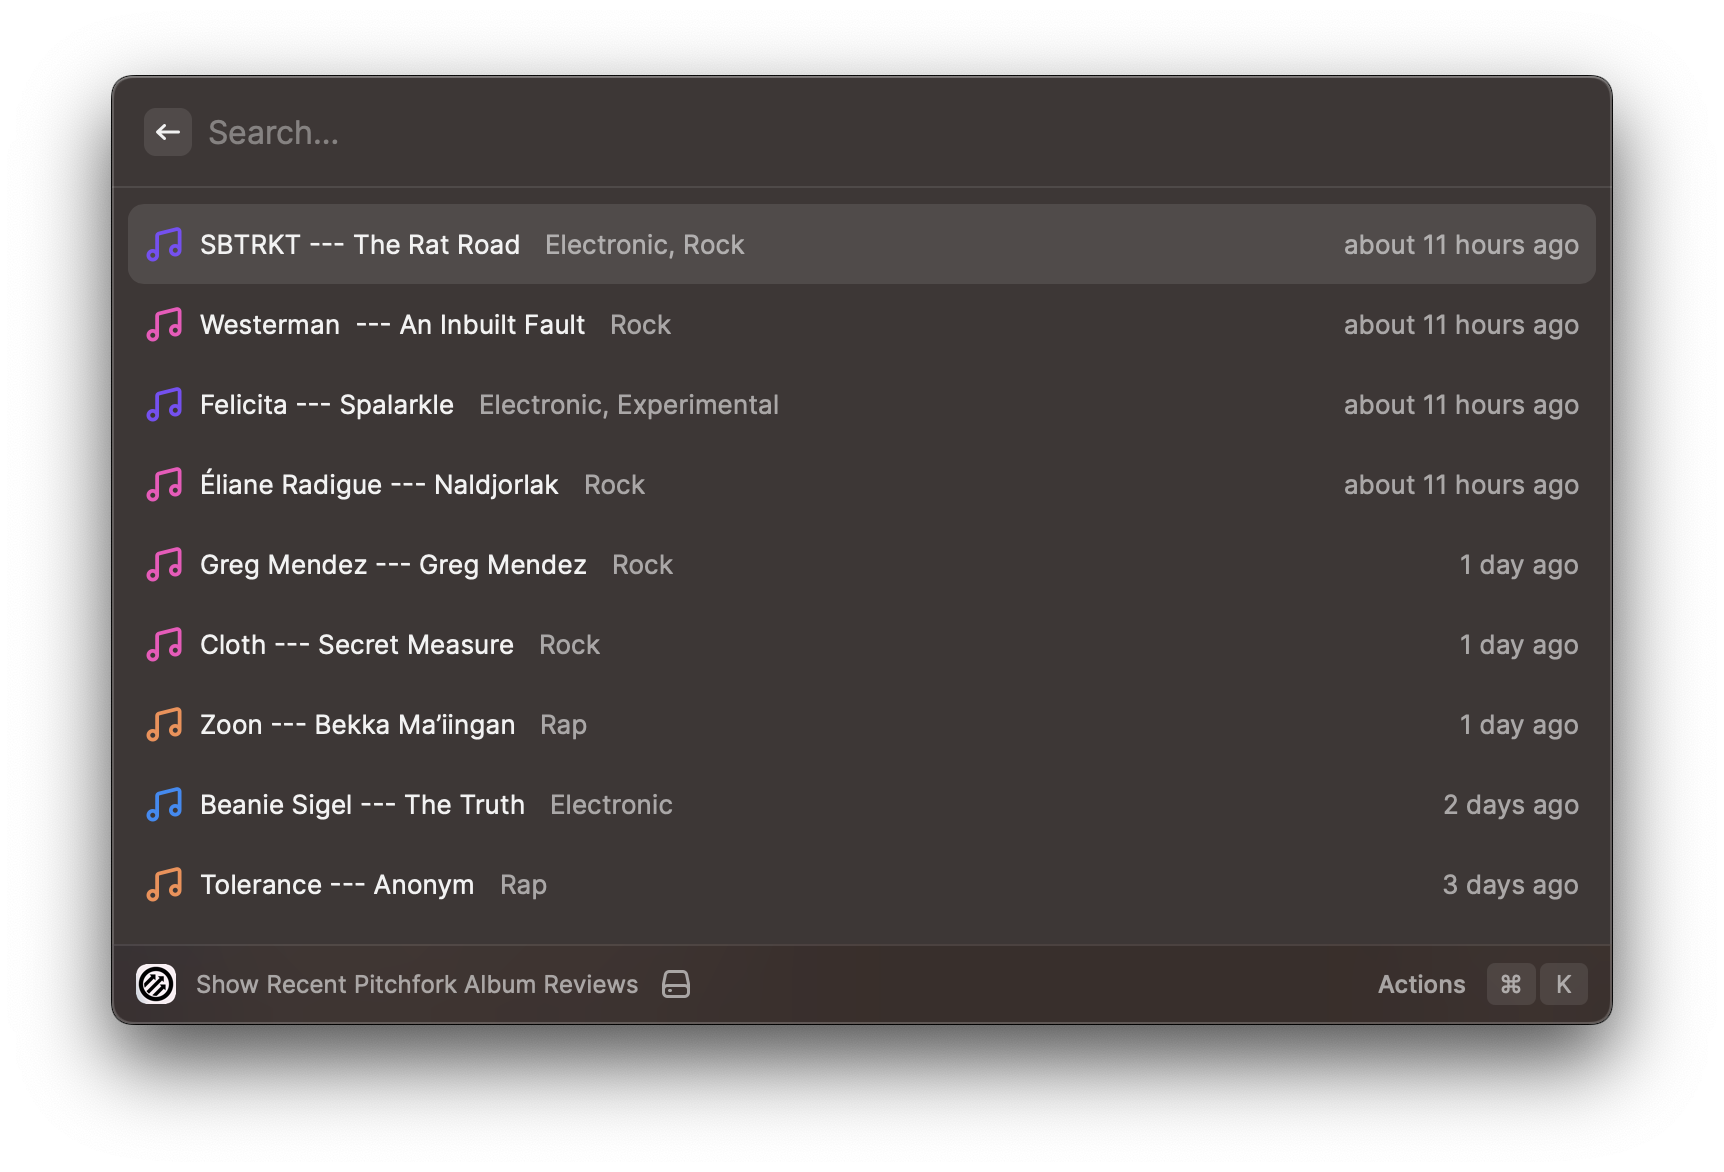 Search...
SBTRKT --- The Rat Road Electronic, Rock about 11 hours ago
Westerman  --- An Inbuilt Fault Rock about 11 hours ago
Felicita --- Spalarkle Electronic, Experimental about 11 hours ago
Éliane Radigue --- Naldjorlak Rock about 11 hours ago
Greg Mendez --- Greg Mendez Rock 1 day ago
Cloth --- Secret Measure Rock 1 day ago
Zoon --- Bekka Ma’iingan Rap 1 day ago
Beanie Sigel --- The Truth Electronic 2 days ago
Tolerance --- Anonym Rap 3 days ago
Show Recent Pitchfork Album Reviews Actions ⌘ K